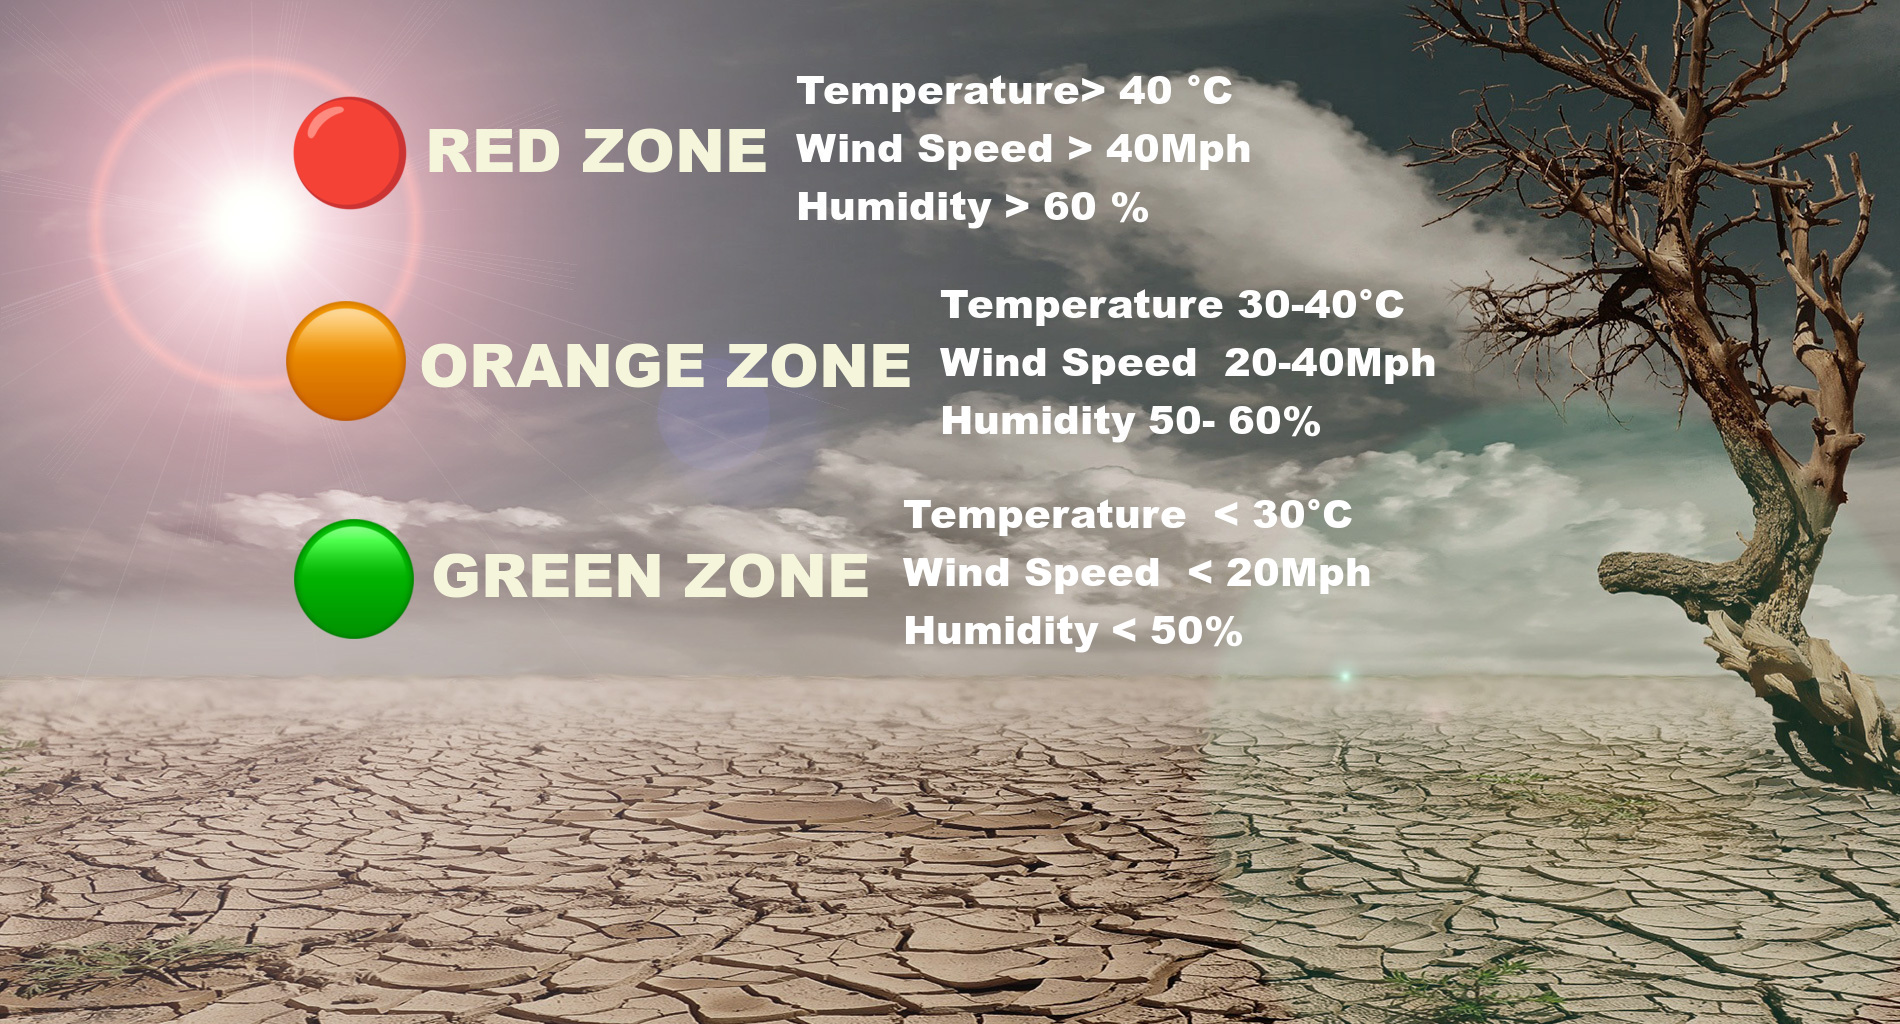 RED ZONE
Temperature> 40 °C
Wind Speed > 40Mph
Humidity > 60 %
ORANGE ZONE
Temperature 30-40°C
Wind Speed  20-40Mph
Humidity 50- 60%
GREEN ZONE
Temperature  < 30°C
Wind Speed  < 20Mph
Humidity < 50%